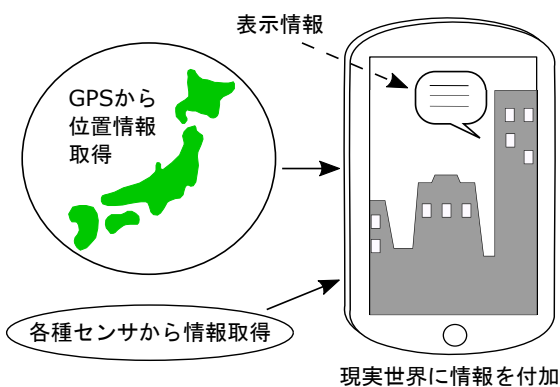 表示情報
GPSから
位置情報
取得
各種センサから情報取得
現実世界に情報を付加